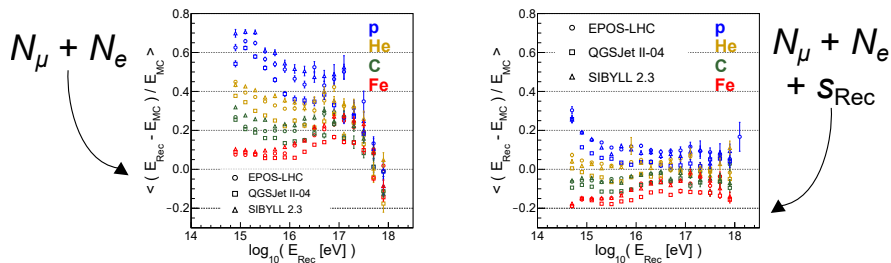 N_μ + N_e
< ( E_Rec - E_MC ) / E_MC >
0.8
0.6
0.4
0.2
0.0
−0.2
p
He
C
Fe
EPOS-LHC
QGSJet II-04
SIBYLL 2.3
14 15 16 17 18
log₁₀( E_Rec [eV] )
< ( E_Rec - E_MC ) / E_MC >
0.8
0.6
0.4
0.2
0.0
−0.2
EPOS-LHC
QGSJet II-04
SIBYLL 2.3
p
He
C
Fe
14 15 16 17 18
log₁₀( E_Rec [eV] )
N_μ + N_e
+ s_Rec